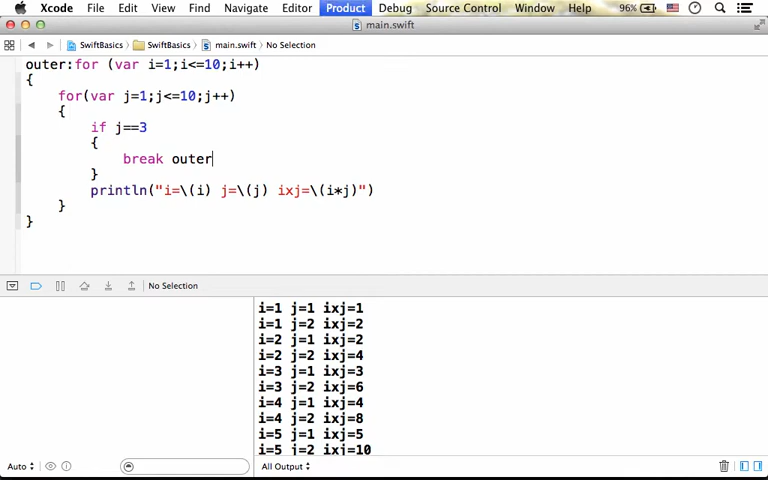 Xcode File Edit View Find Navigate Editor Product Debug Source Control Window Help 96%
main.swift
SwiftBasics SwiftBasics main.swift No Selection
outer:for (var i=1;i<=10;i++)
{
for(var j=1;j<=10;j++)
{
if j==3
{
break outer
}
println("i=\(i) j=\(j) ixj=\(i*j)")
}
}
No Selection
i=1 j=1 ixj=1
i=1 j=2 ixj=2
i=2 j=1 ixj=2
i=2 j=2 ixj=4
i=3 j=1 ixj=3
i=3 j=2 ixj=6
i=4 j=1 ixj=4
i=4 j=2 ixj=8
i=5 j=1 ixj=5
i=5 j=2 ixj=10
Auto All Output